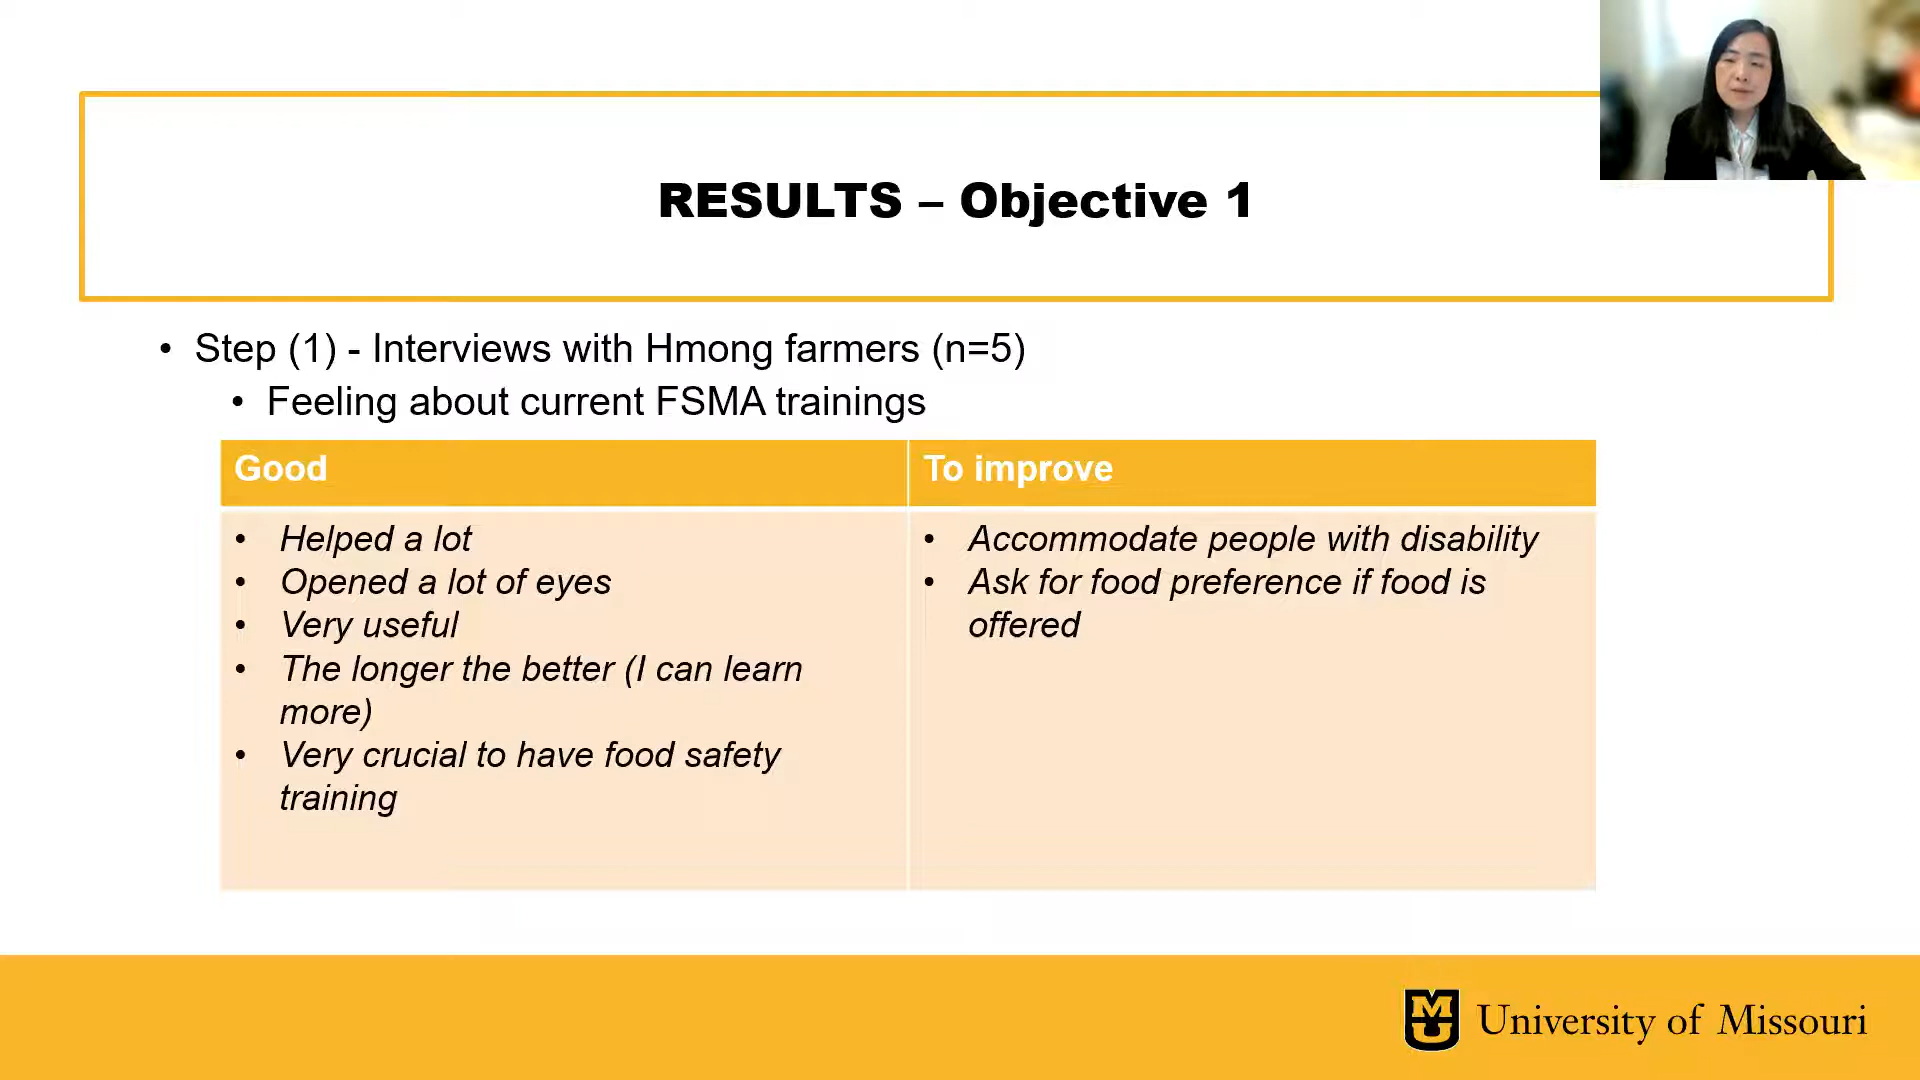 RESULTS – Objective 1
• Step (1) - Interviews with Hmong farmers (n=5)
• Feeling about current FSMA trainings
Good
• Helped a lot
• Opened a lot of eyes
• Very useful
• The longer the better (I can learn
more)
• Very crucial to have food safety
training
To improve
• Accommodate people with disability
• Ask for food preference if food is
offered
MU
University of Missouri